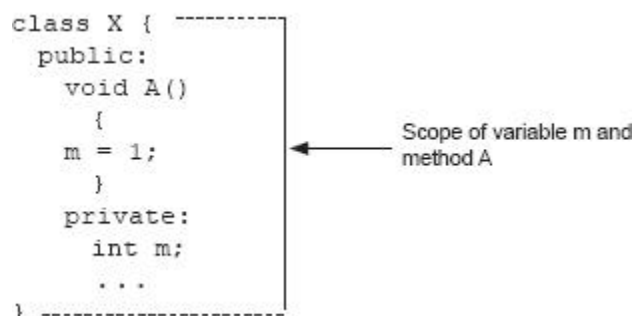 class X {
public:
void A()
{
m = 1;
}
private:
int m;
...
}
Scope of variable m and
method A